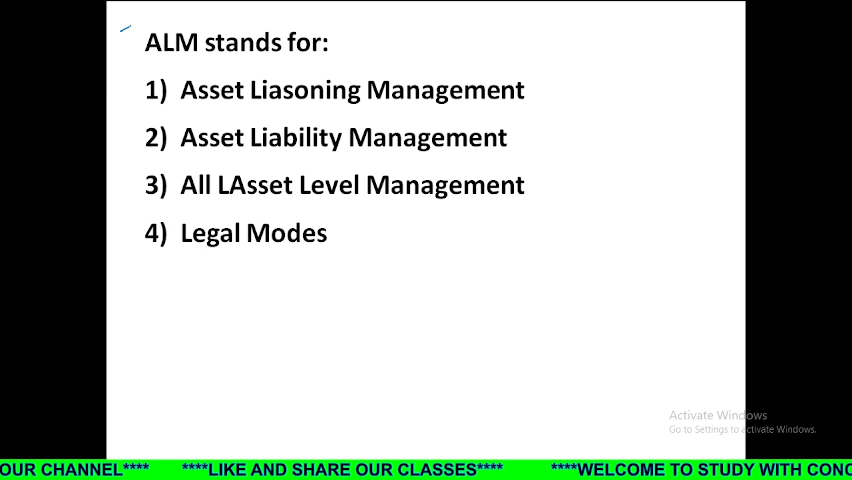 ALM stands for:
1) Asset Liasoning Management
2) Asset Liability Management
3) All LAsset Level Management
4) Legal Modes
Activate Windows
Go to Settings to activate Windows.
OUR CHANNEL**** ****LIKE AND SHARE OUR CLASSES**** ****WELCOME TO STUDY WITH CONC